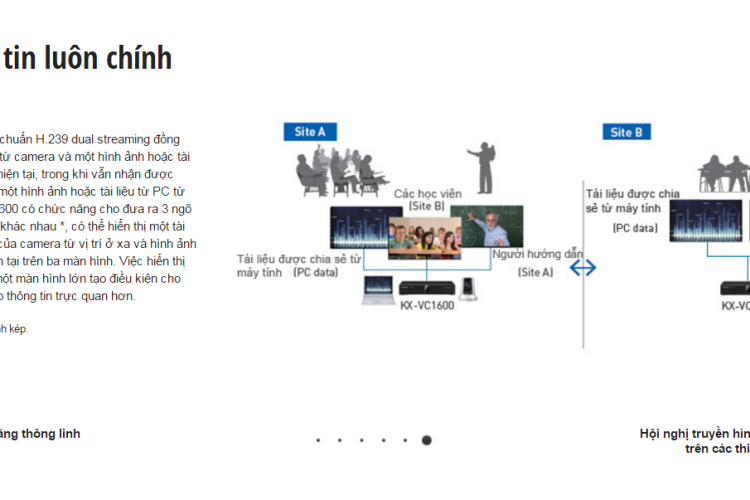 tin luôn chính
chuẩn H.239 dual streaming đồng
từ camera và một hình ảnh hoặc tài
hiện tại, trong khi vẫn nhận được
một hình ảnh hoặc tài liệu từ PC từ
600 có chức năng cho đưa ra 3 ngõ
khác nhau *, có thể hiển thị một tài
của camera từ vị trí ở xa và hình ảnh
n tại trên ba màn hình. Việc hiển thị
một màn hình lớn tạo điều kiện cho
o thông tin trực quan hơn.
nh kép.
Site A
Các học viên
(Site B)
Tài liệu được chia sẻ từ
máy tính (PC data)
Người hướng dẫn
(Site A)
KX-VC1600
Site B
Tài liệu được chia
sẻ từ máy tính
(PC data)
KX-VC
ăng thông linh
Hội nghị truyền hìn
trên các thi